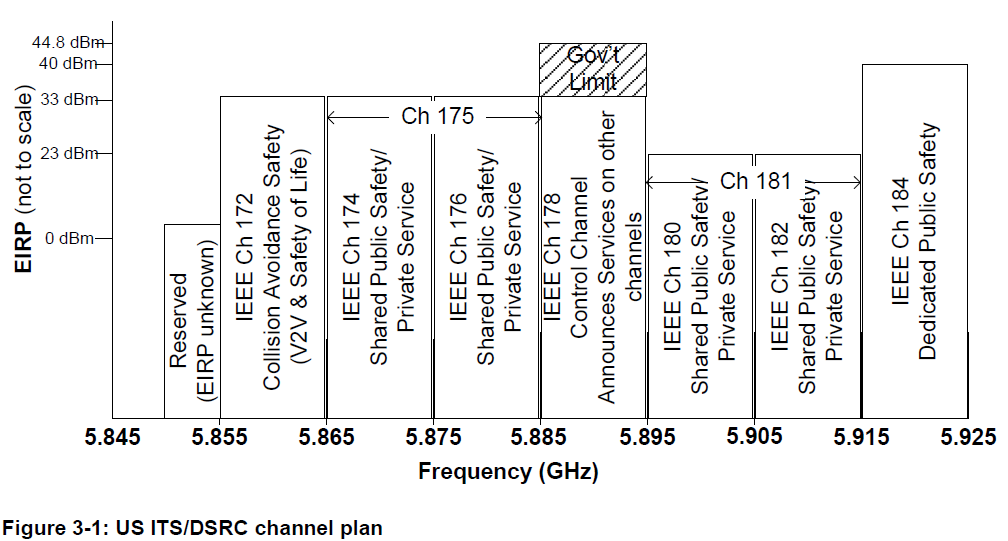 44.8 dBm
40 dBm
33 dBm
23 dBm
0 dBm
EIRP (not to scale)
Reserved
(EIRP unknown)
IEEE Ch 172
Collision Avoidance Safety
(V2V & Safety of Life)
Ch 175
IEEE Ch 174
Shared Public Safety/
Private Service
IEEE Ch 176
Shared Public Safety/
Private Service
Gov't
Limit
IEEE Ch 178
Control Channel
Announces Services on other
channels
Ch 181
IEEE Ch 180
Shared Public Safety/
Private Service
IEEE Ch 182
Shared Public Safety/
Private Service
IEEE Ch 184
Dedicated Public Safety
5.845 5.855 5.865 5.875 5.885 5.895 5.905 5.915 5.925
Frequency (GHz)
Figure 3-1: US ITS/DSRC channel plan